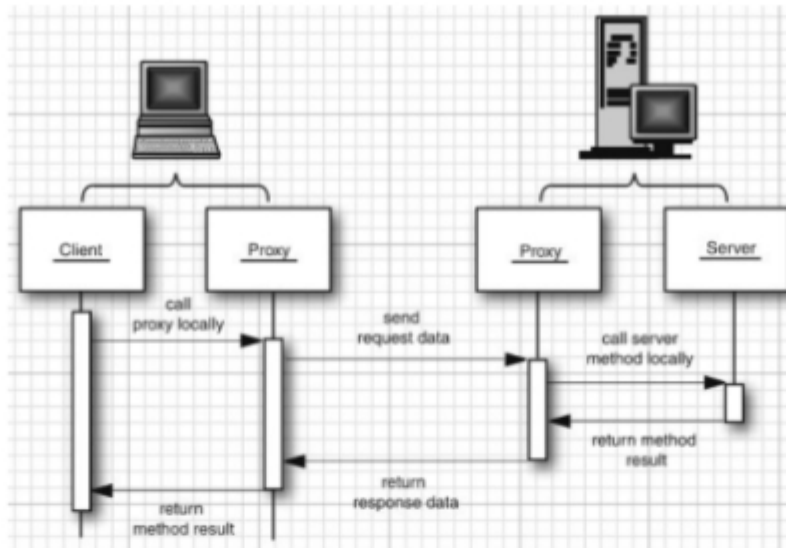 Client
Proxy
Proxy
Server
call
proxy locally
send
request data
call server
method locally
return method
result
return
response data
return
method result